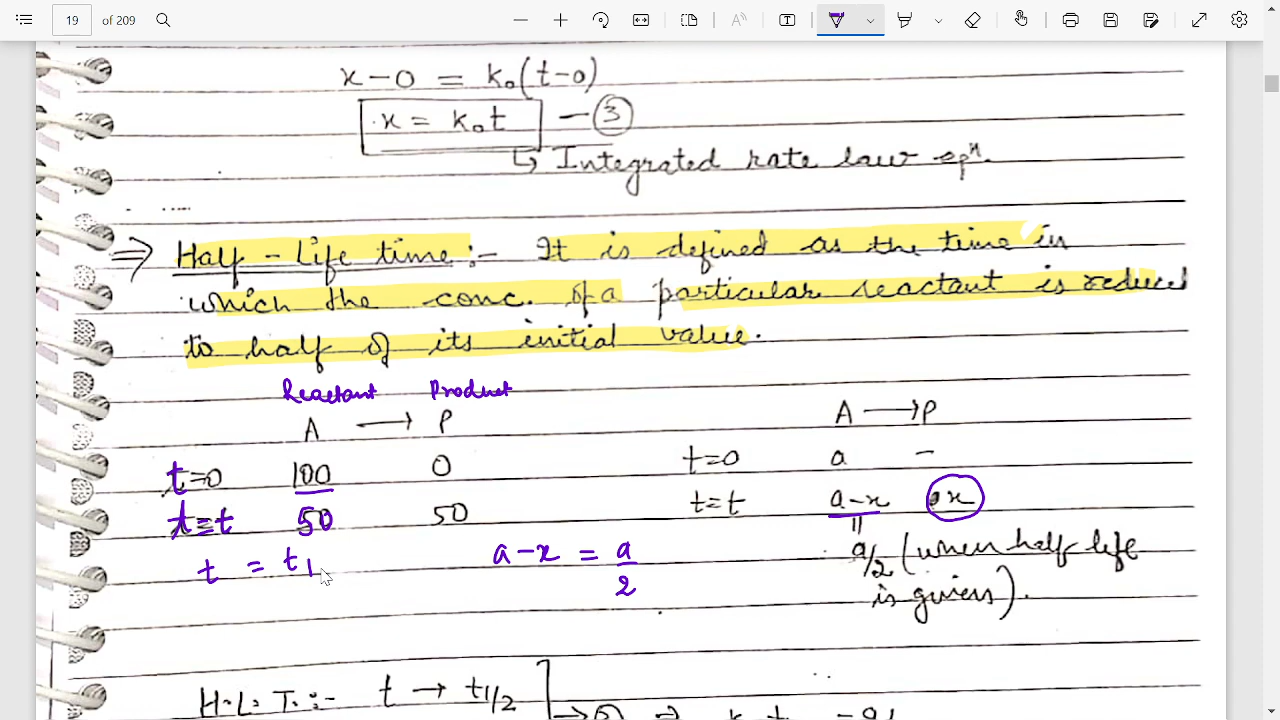 19 of 209
x - 0 = k₀(t-0)
x = k₀t — ③
↳ Integrated rate law eqⁿ.
⇒ Half - Life time :- It is defined as the time in
which the conc. of a particular reactant is reduced
to half of its initial value.
Reactant Product
A → P
t=0 100 0
t=t 50 50
t = t1
a-x = a/2
A → P
t=0 a -
t=t a-x x
॥
a/2 (when half life
is given).
H.L.T. :- t → t1/2